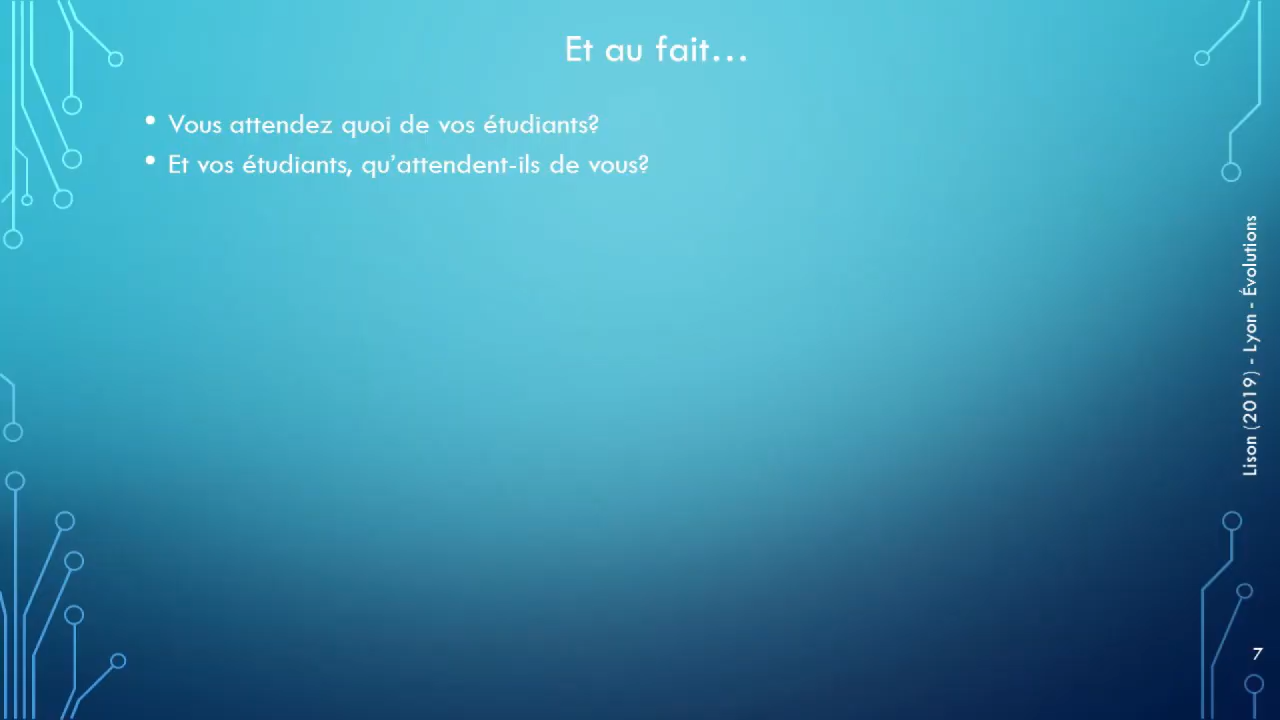 Et au fait…
• Vous attendez quoi de vos étudiants?
• Et vos étudiants, qu'attendent-ils de vous?
Lison (2019) - Lyon - Évolutions
7